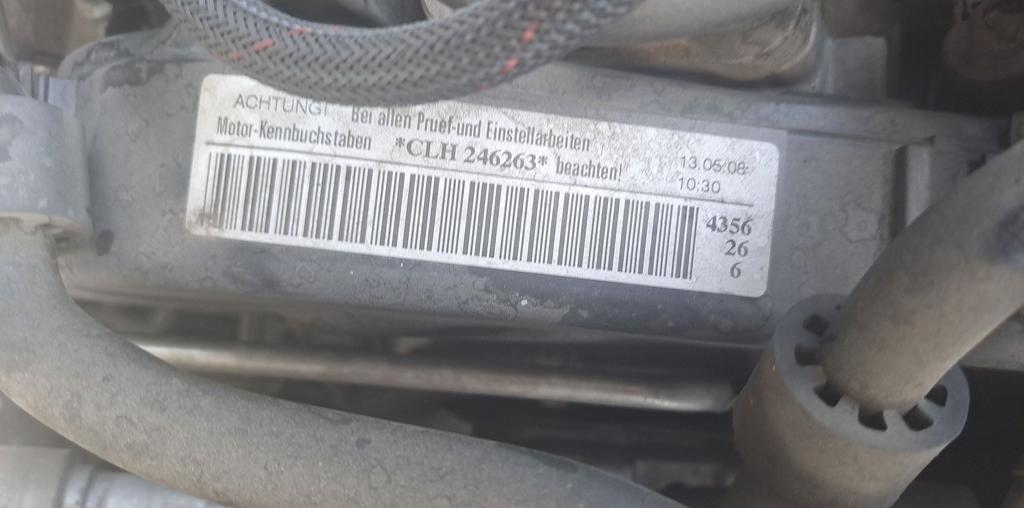 ACHTUNG! Bei allen Pruef-und Einstellarbeiten
Motor-Kennbuchstaben *CLH 246263* beachten!
13.05.08
10:30
4356
26
6